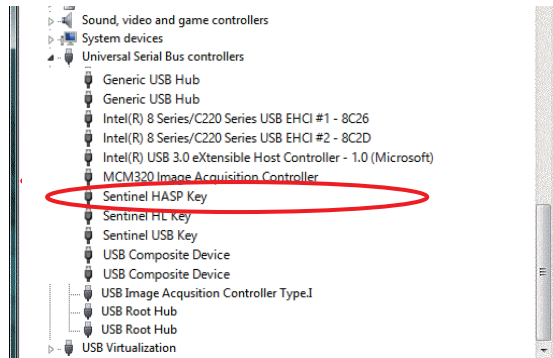 Sound, video and game controllers
System devices
Universal Serial Bus controllers
Generic USB Hub
Generic USB Hub
Intel(R) 8 Series/C220 Series USB EHCI #1 - 8C26
Intel(R) 8 Series/C220 Series USB EHCI #2 - 8C2D
Intel(R) USB 3.0 eXtensible Host Controller - 1.0 (Microsoft)
MCM320 Image Acquisition Controller
Sentinel HASP Key
Sentinel HL Key
Sentinel USB Key
USB Composite Device
USB Composite Device
USB Image Acqusition Controller Type.I
USB Root Hub
USB Root Hub
USB Virtualization